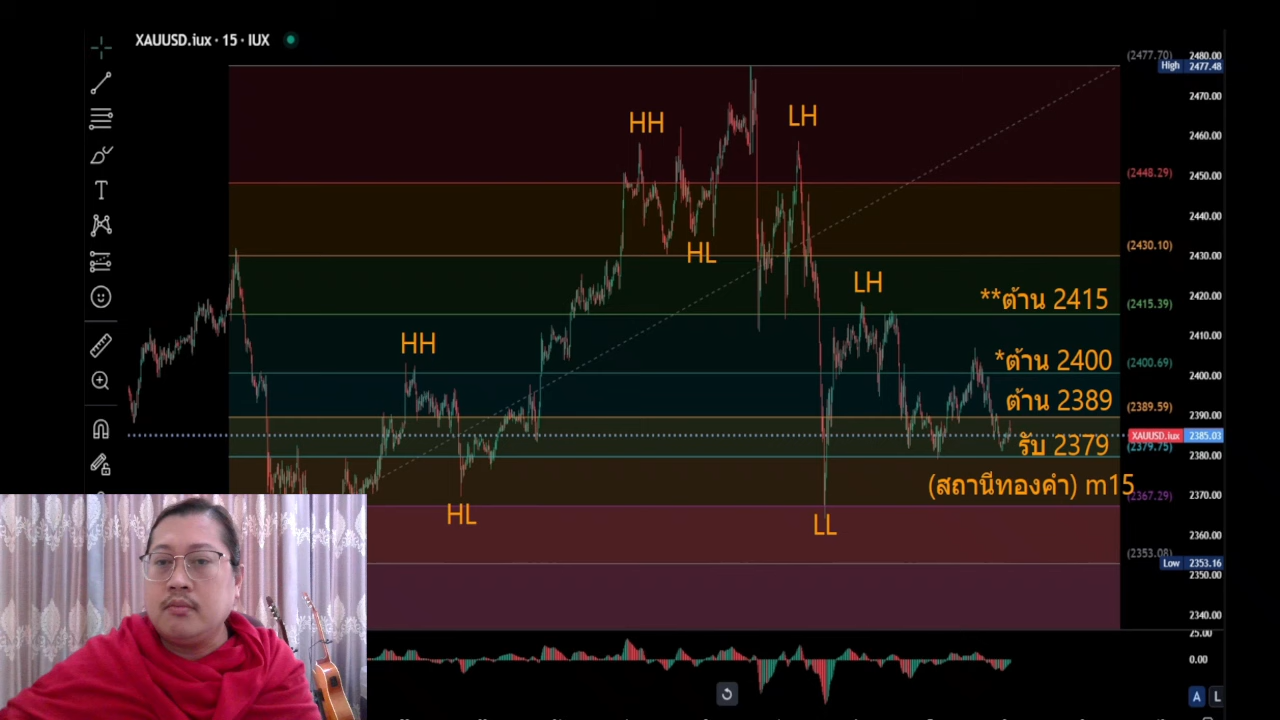 XAUUSD.iux · 15 · IUX
(2477.70)
2480.00
High 2477.48
2470.00
HH
LH
2460.00
(2448.29)
2450.00
2440.00
HL
(2430.10)
2430.00
LH
**ต้าน 2415
2420.00
(2415.39)
2410.00
HH
*ต้าน 2400
(2400.69)
2400.00
ต้าน 2389
(2389.59)
2390.00
XAUUSD.iux 2385.03
รับ 2379
(2379.75)
2380.00
(สถานีทองคำ) m15
(2367.29)
2370.00
HL
LL
2360.00
(2353.08)
Low 2353.16
2350.00
2340.00
25.00
0.00
A L
T